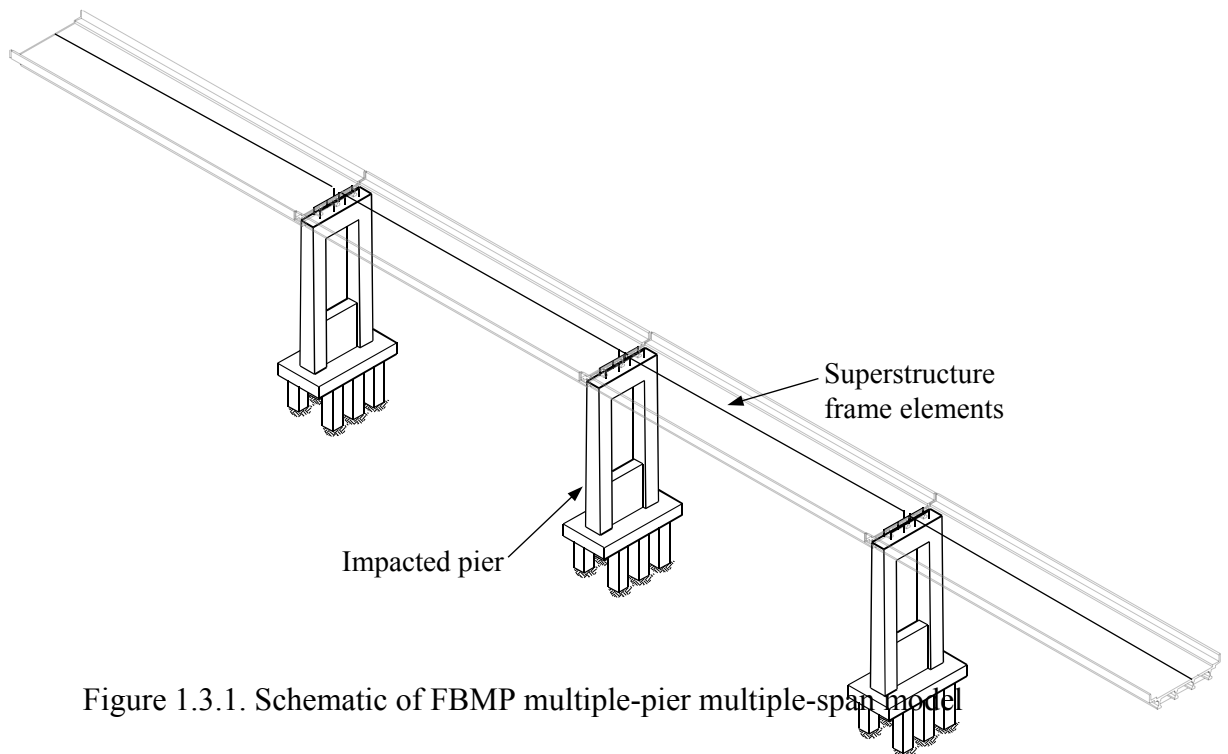 Superstructure
frame elements
Impacted pier
Figure 1.3.1. Schematic of FBMP multiple-pier multiple-span model